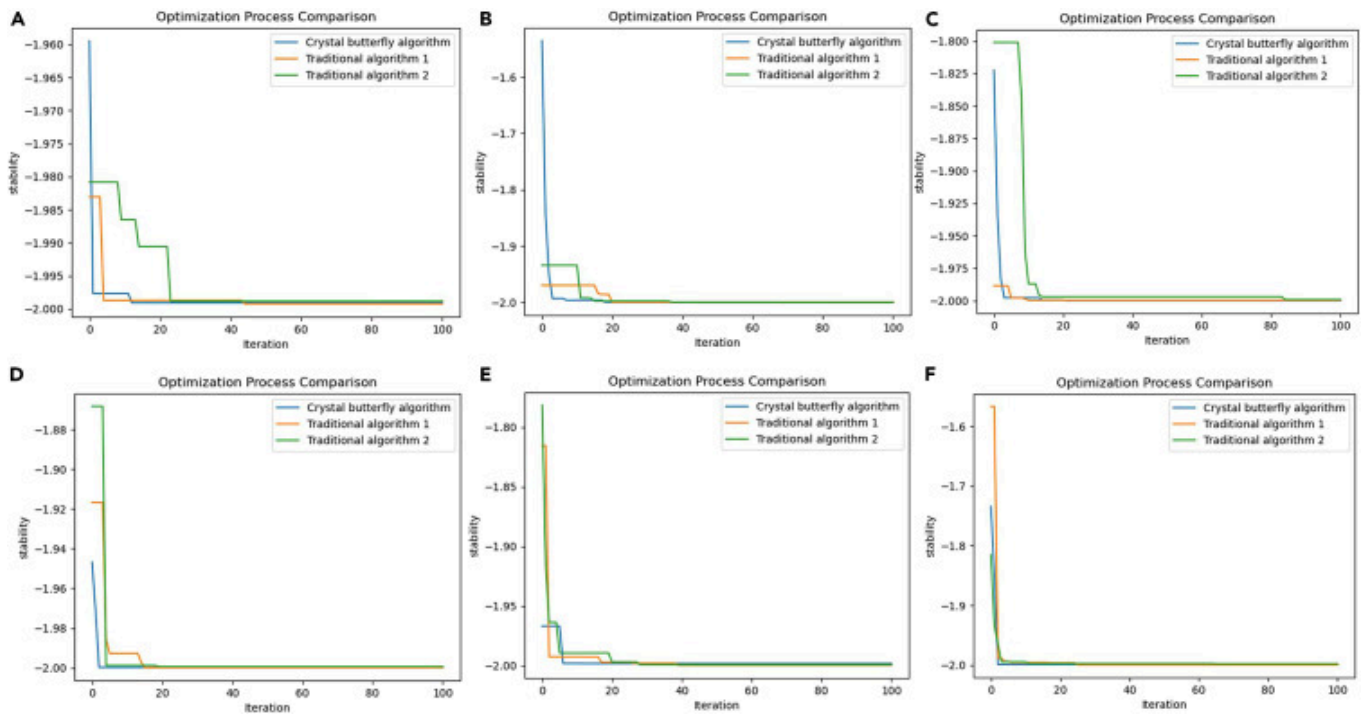 A
Optimization Process Comparison
Crystal butterfly algorithm
Traditional algorithm 1
Traditional algorithm 2
stability
−1.960
−1.965
−1.970
−1.975
−1.980
−1.985
−1.990
−1.995
−2.000
0 20 40 60 80 100
Iteration
B
Optimization Process Comparison
Crystal butterfly algorithm
Traditional algorithm 1
Traditional algorithm 2
stability
−1.6
−1.7
−1.8
−1.9
−2.0
0 20 40 60 80 100
Iteration
C
Optimization Process Comparison
Crystal butterfly algorithm
Traditional algorithm 1
Traditional algorithm 2
stability
−1.800
−1.825
−1.850
−1.875
−1.900
−1.925
−1.950
−1.975
−2.000
0 20 40 60 80 100
Iteration
D
Optimization Process Comparison
Crystal butterfly algorithm
Traditional algorithm 1
Traditional algorithm 2
stability
−1.88
−1.90
−1.92
−1.94
−1.96
−1.98
−2.00
0 20 40 60 80 100
Iteration
E
Optimization Process Comparison
Crystal butterfly algorithm
Traditional algorithm 1
Traditional algorithm 2
stability
−1.80
−1.85
−1.90
−1.95
−2.00
0 20 40 60 80 100
Iteration
F
Optimization Process Comparison
Crystal butterfly algorithm
Traditional algorithm 1
Traditional algorithm 2
stability
−1.6
−1.7
−1.8
−1.9
−2.0
0 20 40 60 80 100
Iteration